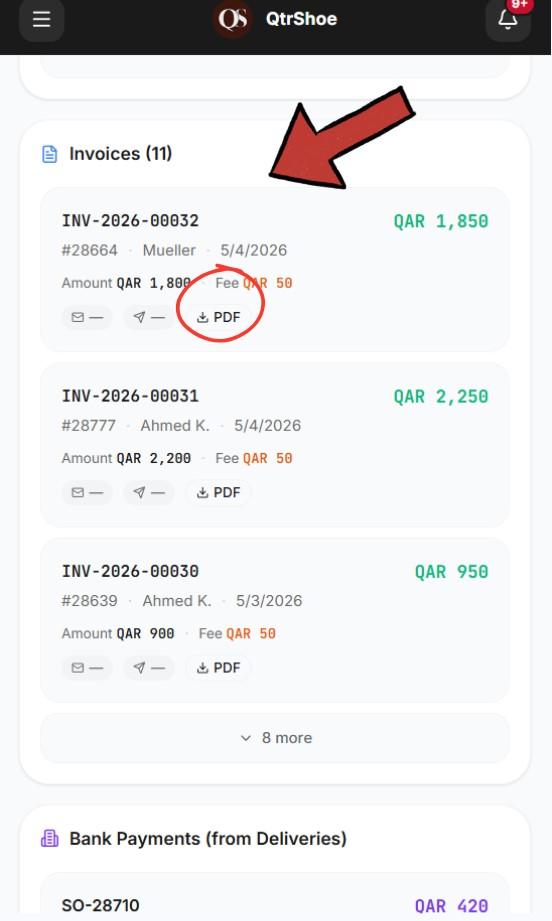 QS QtrShoe 9+
Invoices (11)
INV-2026-00032 QAR 1,850
#28664 · Mueller · 5/4/2026
Amount QAR 1,800 · Fee QAR 50
— — PDF
INV-2026-00031 QAR 2,250
#28777 · Ahmed K. · 5/4/2026
Amount QAR 2,200 · Fee QAR 50
— — PDF
INV-2026-00030 QAR 950
#28639 · Ahmed K. · 5/3/2026
Amount QAR 900 · Fee QAR 50
— — PDF
8 more
Bank Payments (from Deliveries)
SO-28710 QAR 420